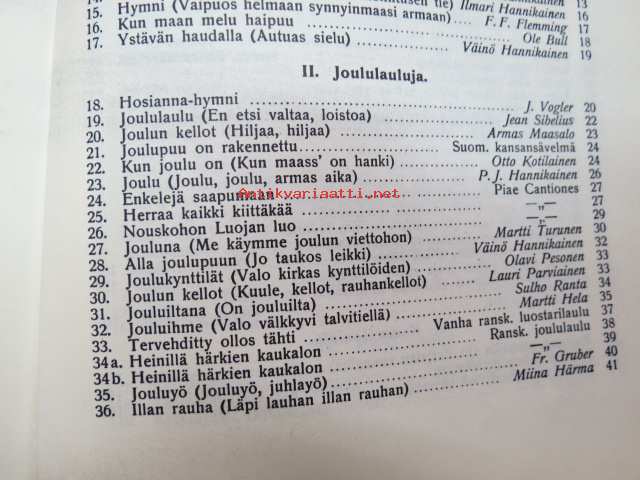 14.
tie) Ilmari Hannikainen 13
15. Hymni (Vaipuos helmaan synnyinmaasi armaan) F. F. Flemming 17
16. Kun maan melu haipuu Ole Bull 18
17. Ystävän haudalla (Autuas sielu) Väinö Hannikainen 19
II. Joululauluja.
18. Hosianna-hymni J. Vogler 20
19. Joululaulu (En etsi valtaa, loistoa) Jean Sibelius 22
20. Joulun kellot (Hiljaa, hiljaa) Armas Maasalo 23
21. Joulupuu on rakennettu Suom. kansansävelmä 24
22. Kun joulu on (Kun maass' on hanki) Otto Kotilainen 24
23. Joulu (Joulu, joulu, armas aika) P. J. Hannikainen 26
24. Enkelejä saapumaan Piae Cantiones 27
25. Herraa kaikki kiittäkää —„— 27
26. Nouskohon Luojan luo —„— 29
27. Jouluna (Me käymme joulun viettohon) Martti Turunen 30
28. Alla joulupuun (Jo taukos leikki) Väinö Hannikainen 32
29. Joulukynttilät (Valo kirkas kynttilöiden) Olavi Pesonen 33
30. Joulun kellot (Kuule, kellot, rauhankellot) Lauri Parviainen 33
31. Jouluiltana (On jouluilta) Sulho Ranta 34
32. Jouluihme (Valo välkkyvi talvitiellä) Martti Hela 35
33. Tervehditty ollos tähti Vanha ransk. luostarilaulu 37
34a. Heinillä härkien kaukalon Ransk. joululaulu 38
34b. Heinillä härkien kaukalon —„— 39
35. Jouluyö (Jouluyö, juhlayö) Fr. Gruber 40
36. Illan rauha (Läpi lauhan illan rauhan) Miina Härma 41
Antikvariaatti.net